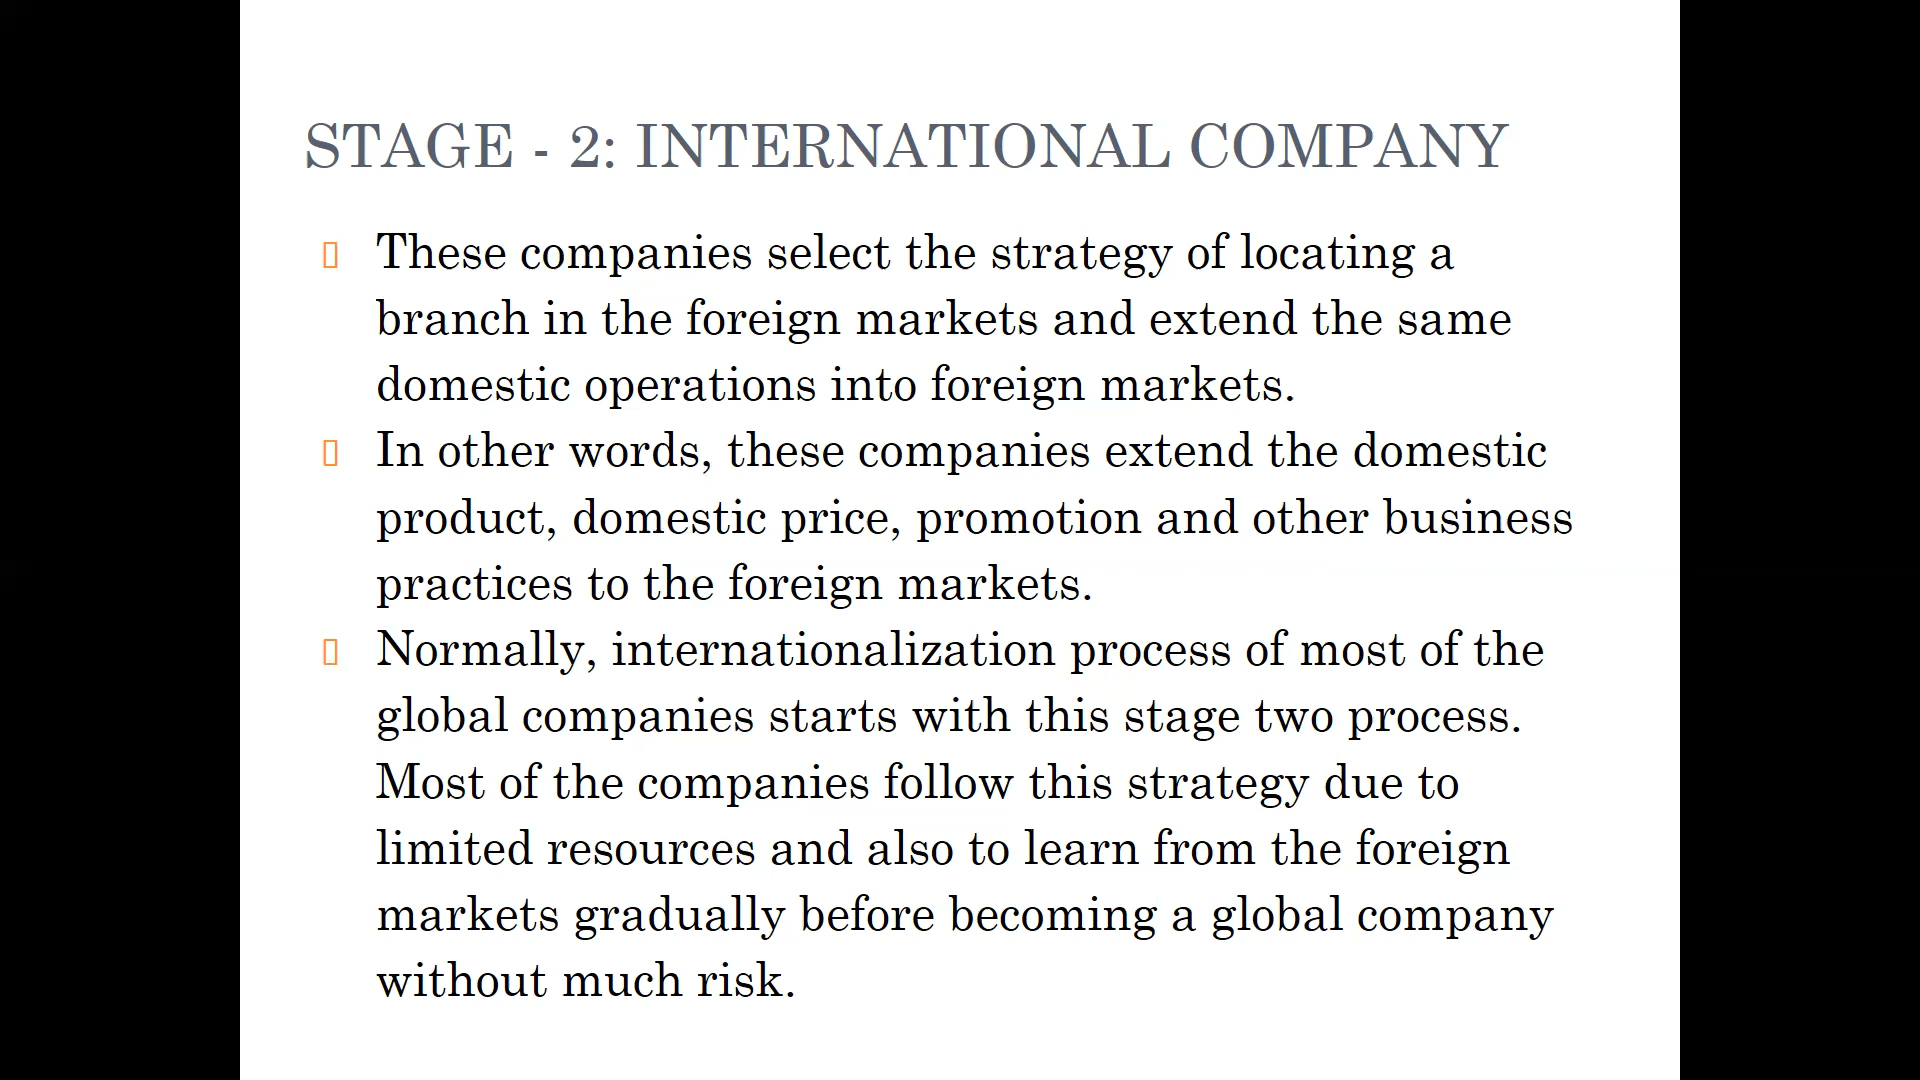 STAGE - 2: INTERNATIONAL COMPANY
These companies select the strategy of locating a
branch in the foreign markets and extend the same
domestic operations into foreign markets.
In other words, these companies extend the domestic
product, domestic price, promotion and other business
practices to the foreign markets.
Normally, internationalization process of most of the
global companies starts with this stage two process.
Most of the companies follow this strategy due to
limited resources and also to learn from the foreign
markets gradually before becoming a global company
without much risk.